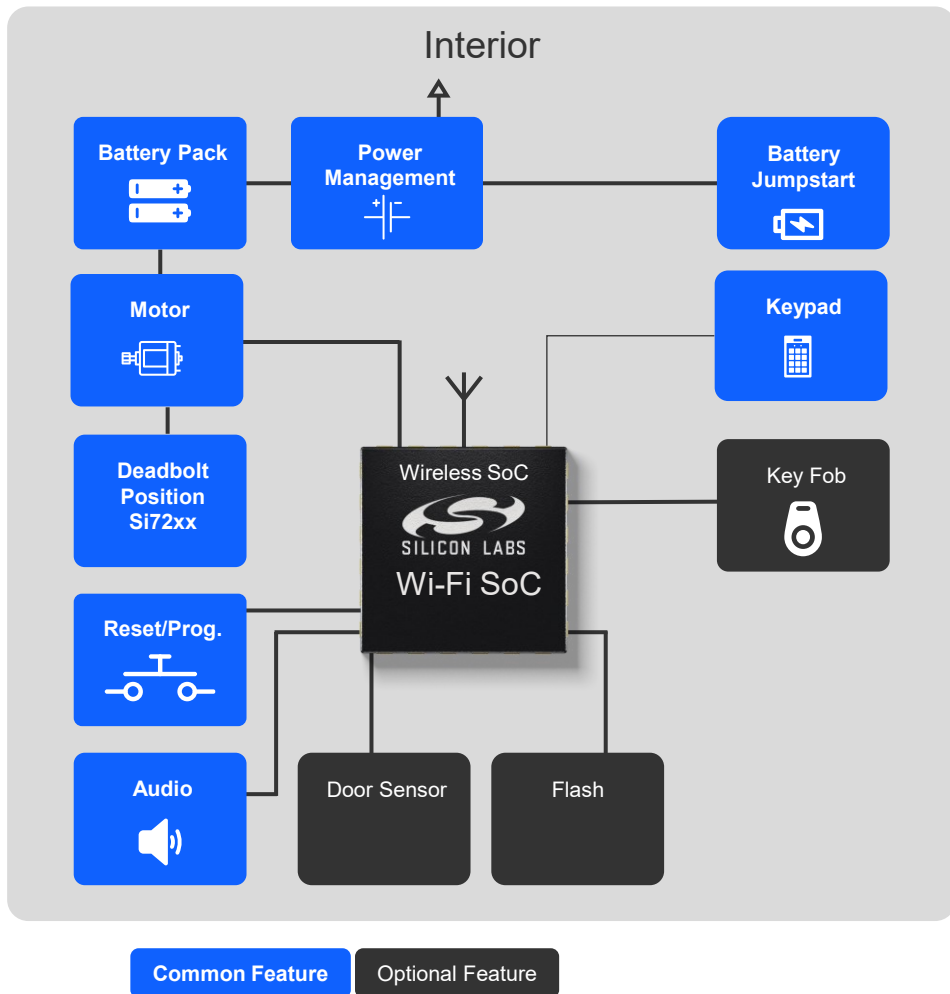 Interior
Battery Pack
Power
Management
Battery
Jumpstart
Motor
Keypad
Deadbolt
Position
Si72xx
Wireless SoC
SILICON LABS
Wi-Fi SoC
Key Fob
Reset/Prog.
Audio
Door Sensor
Flash
Common Feature
Optional Feature